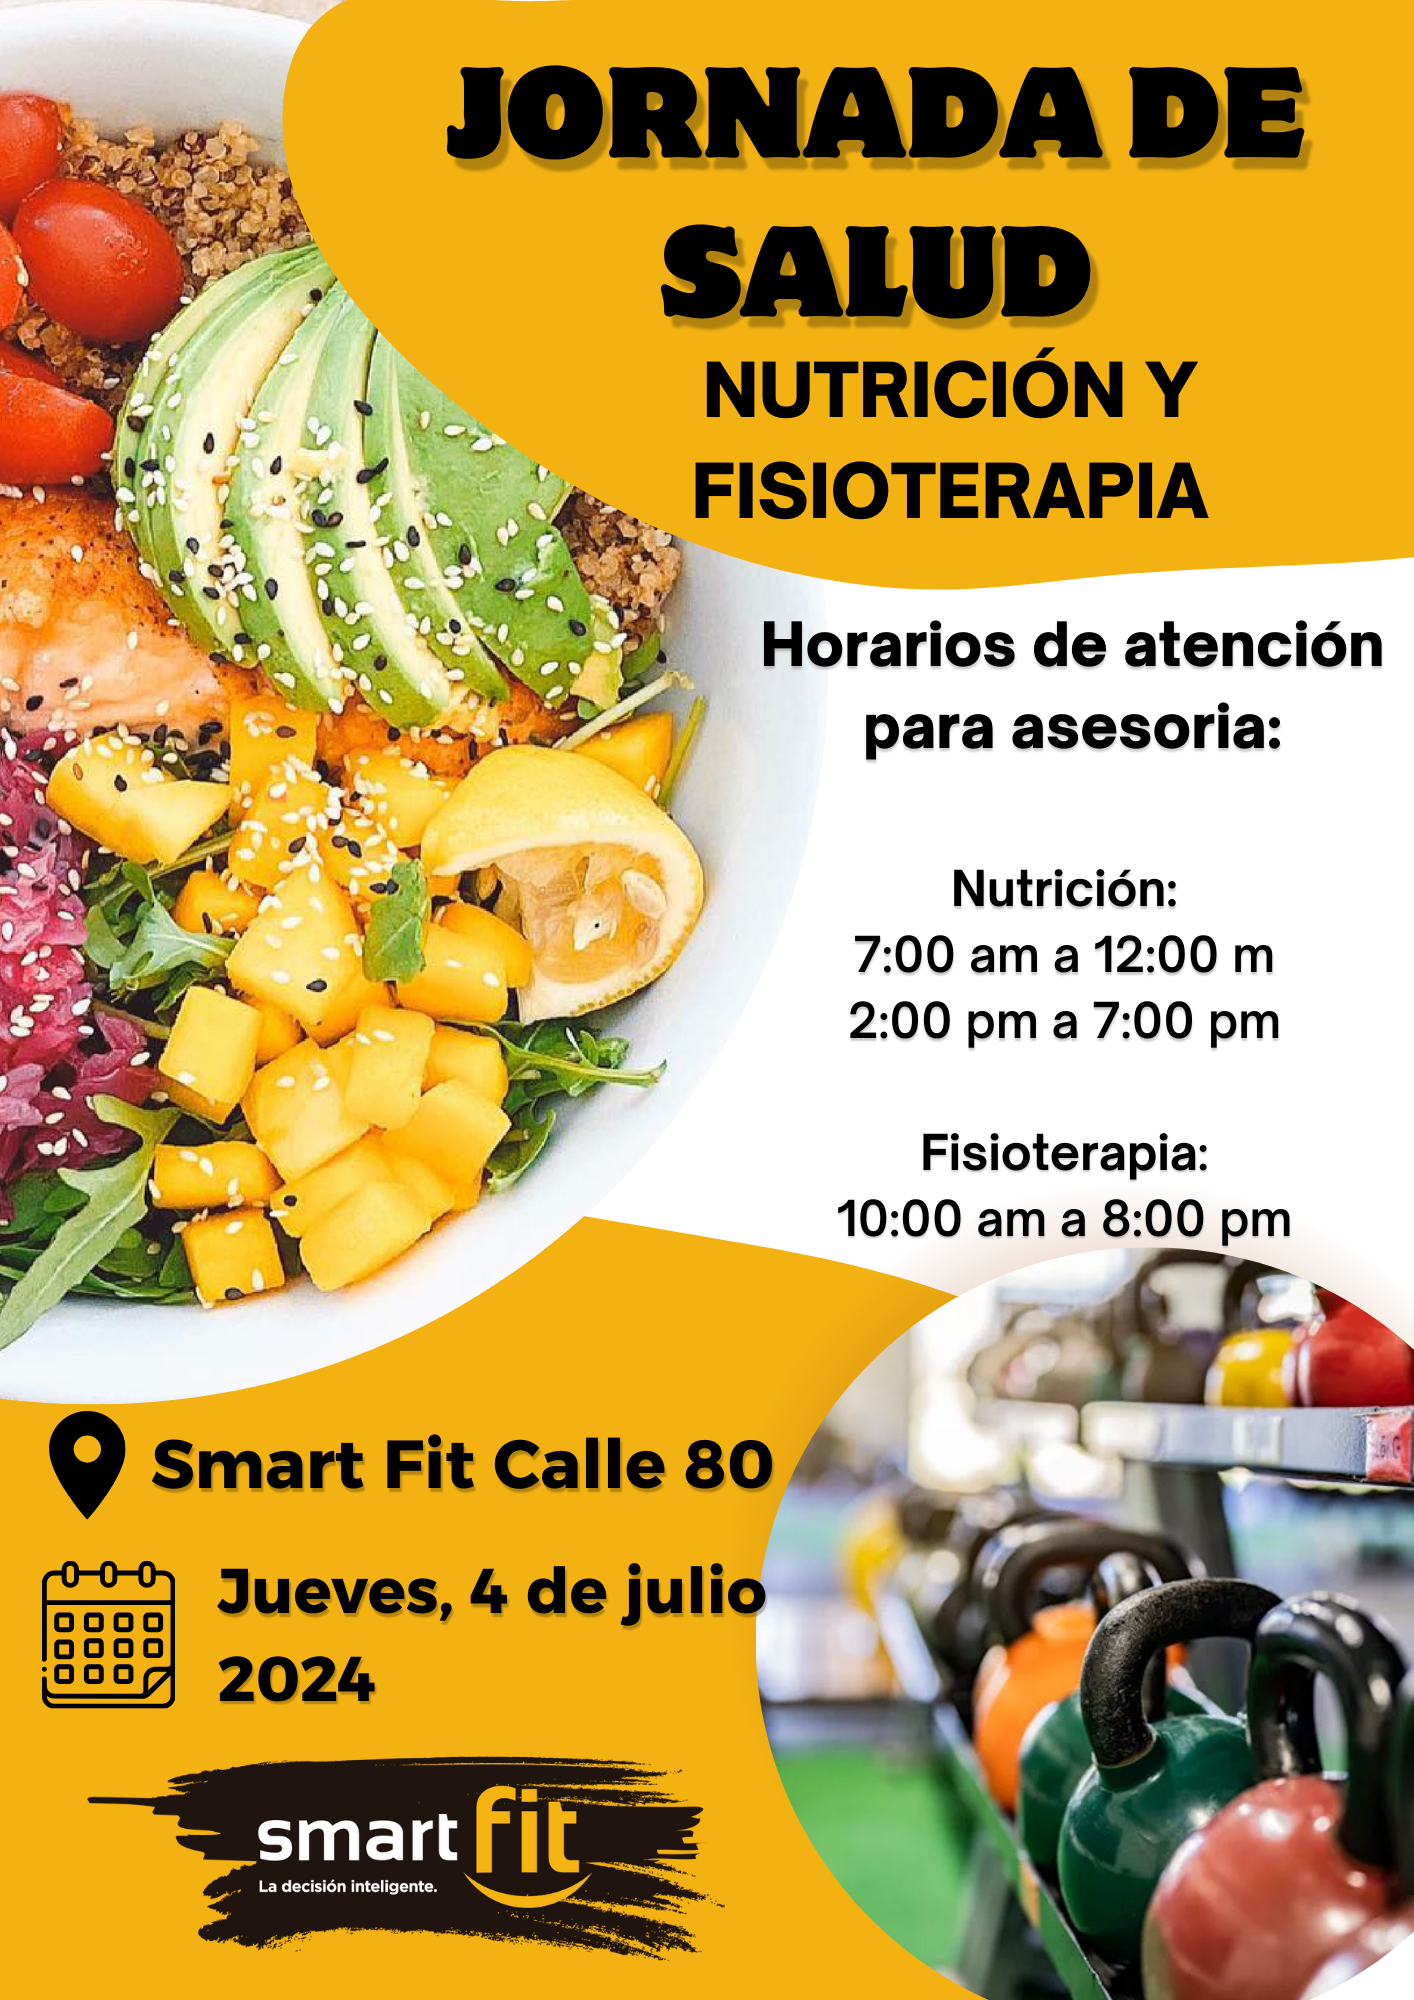 JORNADA DE
SALUD
NUTRICIÓN Y
FISIOTERAPIA
Horarios de atención
para asesoria:
Nutrición:
7:00 am a 12:00 m
2:00 pm a 7:00 pm
Fisioterapia:
10:00 am a 8:00 pm
Smart Fit Calle 80
Jueves, 4 de julio
2024
smart fit
La decisión inteligente.